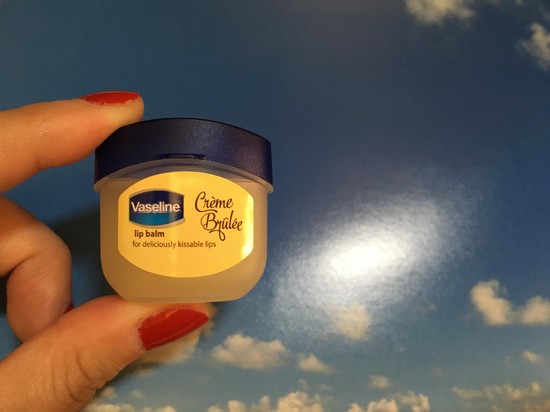 Vaseline
Crème
Brûlée
lip balm
for deliciously kissable lips